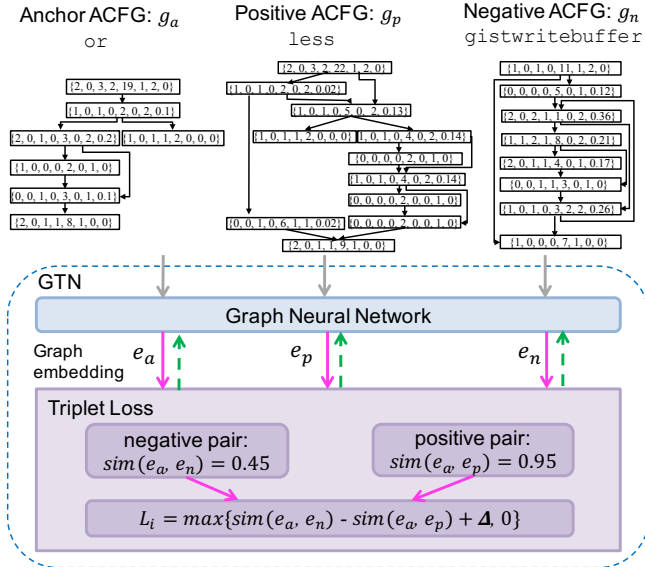 Anchor ACFG: g_a
or
Positive ACFG: g_p
less
Negative ACFG: g_n
gistwritebuffer
{2, 0, 3, 2, 19, 1, 2, 0}
{1, 0, 1, 0, 2, 0, 2, 0.1}
{2, 0, 1, 0, 3, 0, 2, 0.2} {1, 0, 1, 1, 2, 0, 0, 0}
{1, 0, 0, 0, 2, 0, 1, 0}
{0, 0, 1, 0, 3, 0, 1, 0.1}
{2, 0, 1, 1, 8, 1, 0, 0}
{2, 0, 3, 2, 22, 1, 2, 0}
{1, 0, 1, 0, 2, 0, 2, 0.02}
{1, 0, 1, 0, 5, 0, 2, 0.13}
{1, 0, 1, 1, 2, 0, 0, 0} {1, 0, 1, 0, 4, 0, 2, 0.14}
{0, 0, 0, 0, 2, 0, 1, 0}
{1, 0, 1, 0, 4, 0, 2, 0.14}
{0, 0, 0, 0, 2, 0, 0, 1, 0}
{0, 0, 1, 0, 6, 1, 1, 0.02} {0, 0, 0, 0, 2, 0, 0, 1, 0}
{2, 0, 1, 1, 9, 1, 0, 0}
{1, 0, 1, 0, 11, 1, 2, 0}
{0, 0, 0, 0, 5, 0, 1, 0.12}
{2, 0, 2, 1, 1, 0, 2, 0.36}
{1, 1, 2, 1, 8, 0, 2, 0.21}
{2, 0, 1, 1, 4, 0, 1, 0.17}
{0, 0, 1, 1, 3, 0, 1, 0}
{1, 0, 1, 0, 3, 2, 2, 0.26}
{1, 0, 0, 0, 7, 1, 0, 0}
GTN
Graph Neural Network
Graph
embedding
e_a
e_p
e_n
Triplet Loss
negative pair:
sim(e_a, e_n) = 0.45
positive pair:
sim(e_a, e_p) = 0.95
L_i = max{sim(e_a, e_n) - sim(e_a, e_p) + Δ, 0}